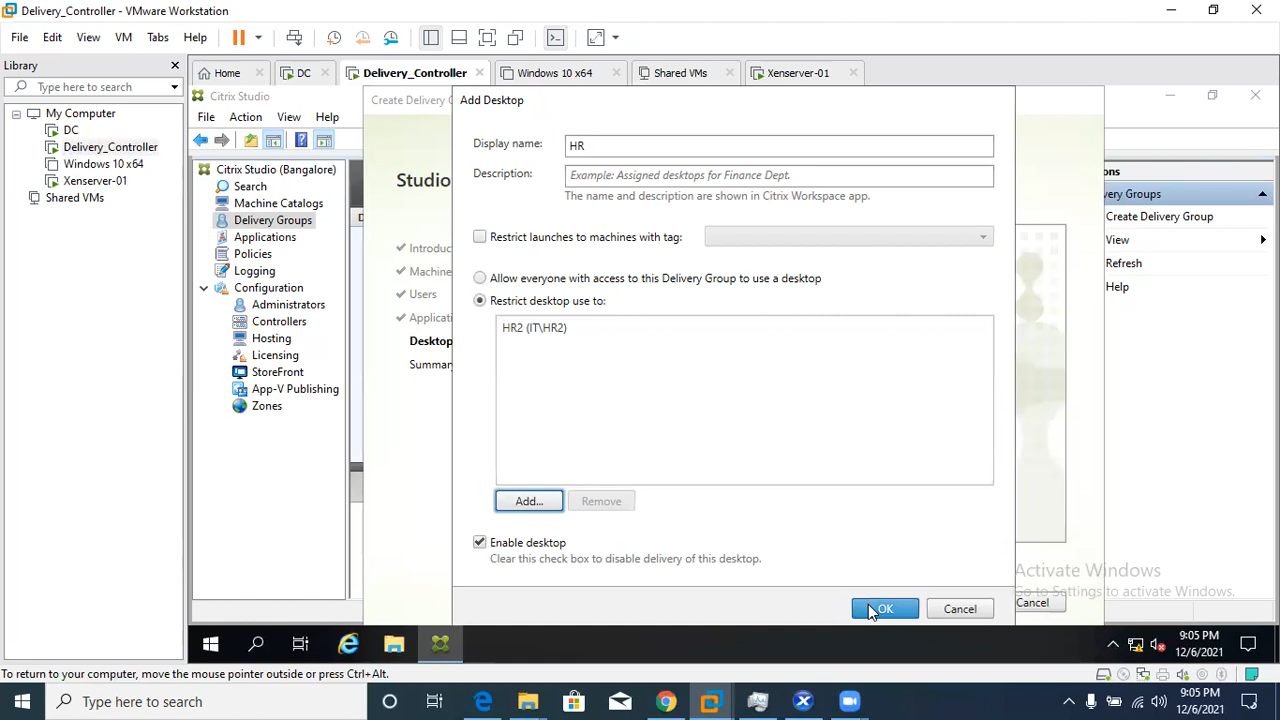 Delivery_Controller - VMware Workstation
File Edit View VM Tabs Help
Library
Type here to search
My Computer
DC
Delivery_Controller
Windows 10 x64
Xenserver-01
Shared VMs
Home DC Delivery_Controller Windows 10 x64 Shared VMs Xenserver-01
Citrix Studio
File Action View Help
Citrix Studio (Bangalore)
Search
Machine Catalogs
Delivery Groups
Applications
Policies
Logging
Configuration
Administrators
Controllers
Hosting
Licensing
StoreFront
App-V Publishing
Zones
D
Create Delivery G
Studio
Introduc
Machine
Users
Applicati
Desktop
Summary
Add Desktop
Display name: HR
Description: Example: Assigned desktops for Finance Dept.
The name and description are shown in Citrix Workspace app.
Restrict launches to machines with tag:
Allow everyone with access to this Delivery Group to use a desktop
Restrict desktop use to:
HR2 (IT\HR2)
Add... Remove
Enable desktop
Clear this check box to disable delivery of this desktop.
OK Cancel
Cancel
ons
very Groups
Create Delivery Group
View
Refresh
Help
Activate Windows
Go to Settings to activate Windows.
9:05 PM
12/6/2021
To return to your computer, move the mouse pointer outside or press Ctrl+Alt.
Type here to search
9:05 PM
12/6/2021